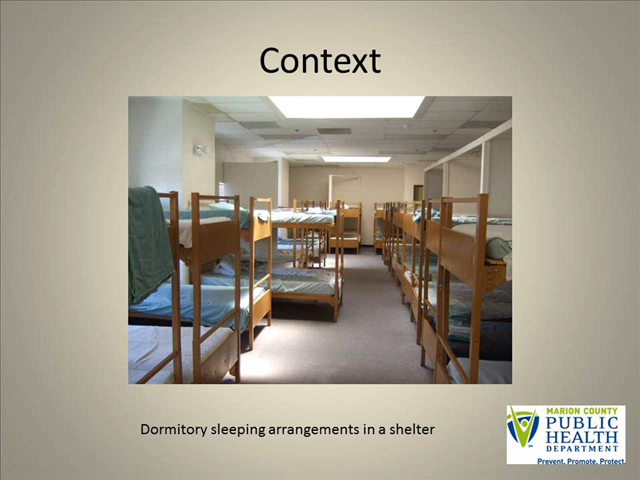 Context
Dormitory sleeping arrangements in a shelter
MARION COUNTY
PUBLIC
HEALTH
DEPARTMENT
Prevent. Promote. Protect.